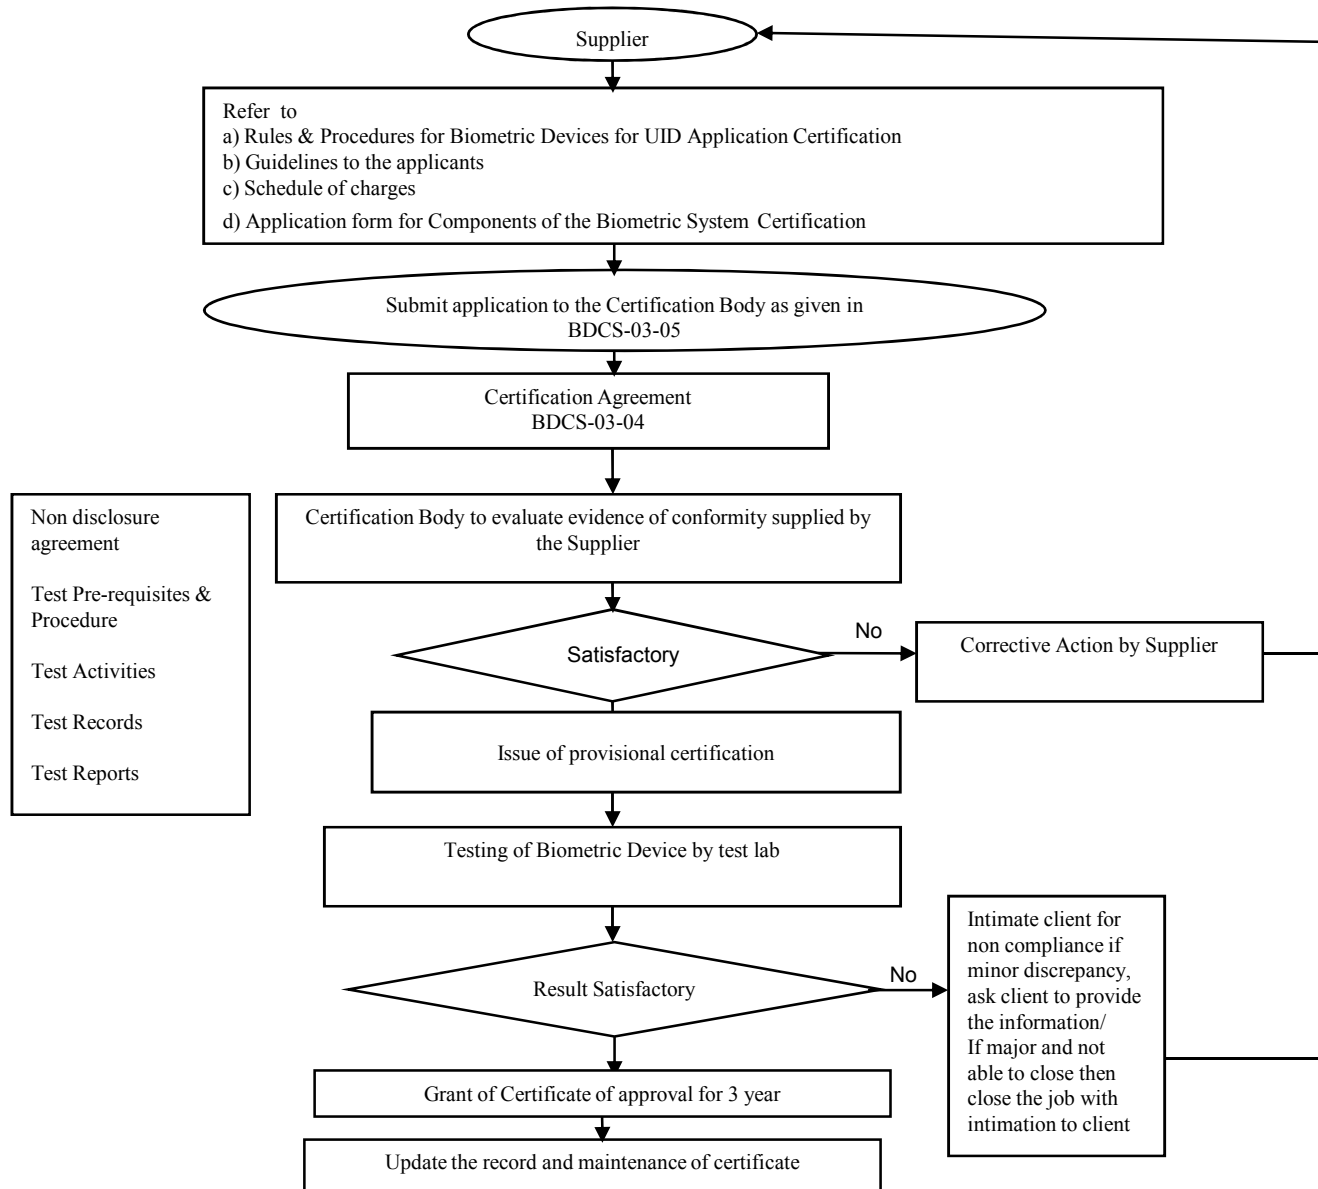 Supplier
Refer to
a) Rules & Procedures for Biometric Devices for UID Application Certification
b) Guidelines to the applicants
c) Schedule of charges
d) Application form for Components of the Biometric System Certification
Submit application to the Certification Body as given in
BDCS-03-05
Certification Agreement
BDCS-03-04
Non disclosure
agreement
Test Pre-requisites &
Procedure
Test Activities
Test Records
Test Reports
Certification Body to evaluate evidence of conformity supplied by
the Supplier
Satisfactory
No
Corrective Action by Supplier
Issue of provisional certification
Testing of Biometric Device by test lab
Result Satisfactory
No
Intimate client for
non compliance if
minor discrepancy,
ask client to provide
the information/
If major and not
able to close then
close the job with
intimation to client
Grant of Certificate of approval for 3 year
Update the record and maintenance of certificate